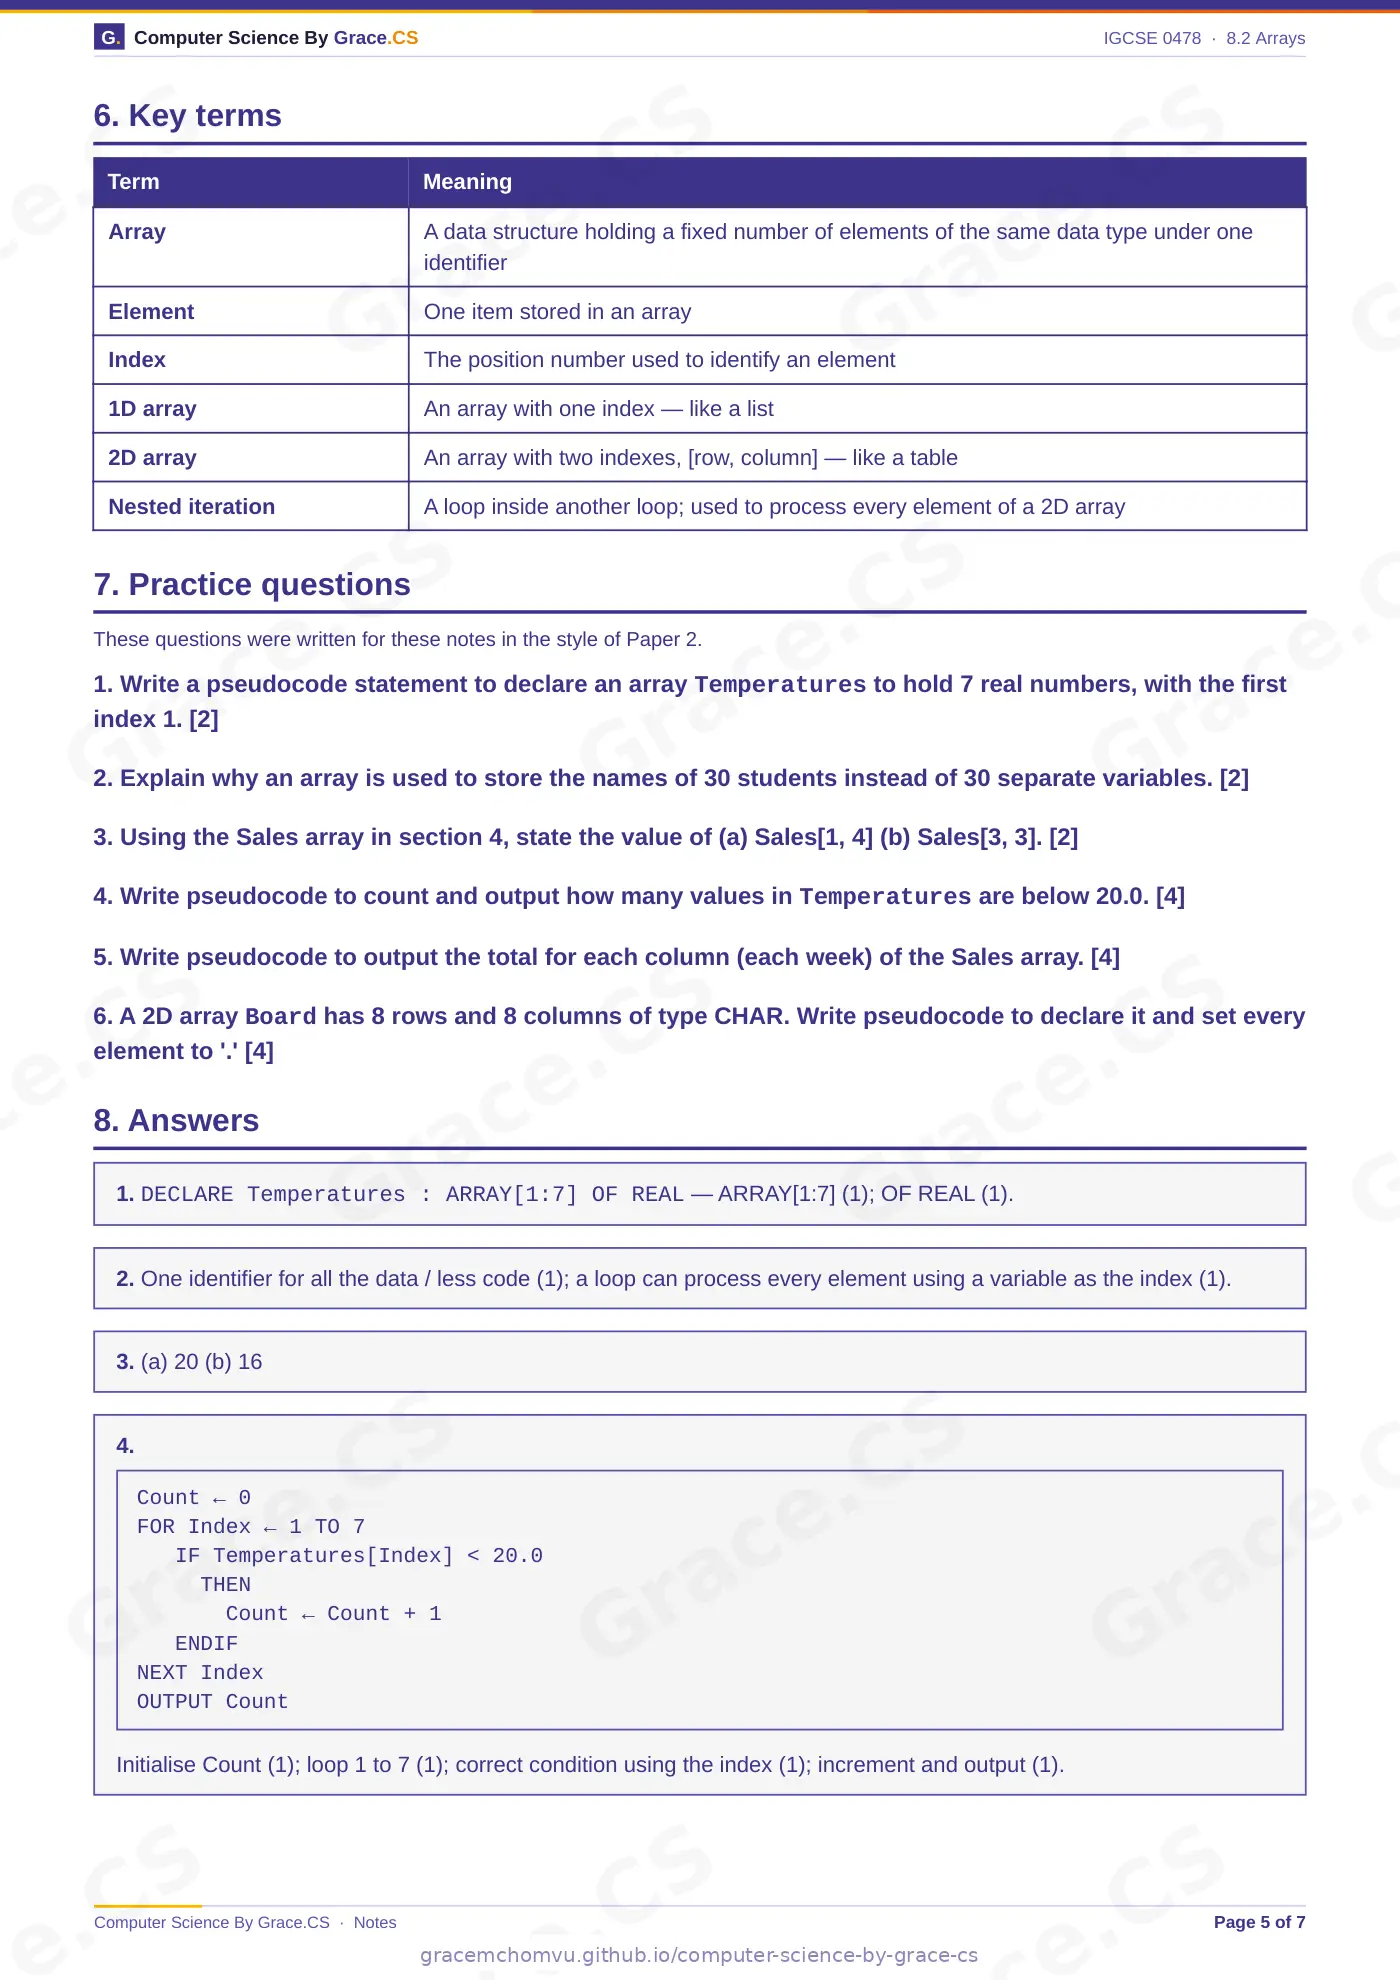 G. Computer Science By Grace.CS
IGCSE 0478 · 8.2 Arrays
6. Key terms
Term Meaning
Array A data structure holding a fixed number of elements of the same data type under one
identifier
Element One item stored in an array
Index The position number used to identify an element
1D array An array with one index — like a list
2D array An array with two indexes, [row, column] — like a table
Nested iteration A loop inside another loop; used to process every element of a 2D array
7. Practice questions
These questions were written for these notes in the style of Paper 2.
1. Write a pseudocode statement to declare an array Temperatures to hold 7 real numbers, with the first
index 1. [2]
2. Explain why an array is used to store the names of 30 students instead of 30 separate variables. [2]
3. Using the Sales array in section 4, state the value of (a) Sales[1, 4] (b) Sales[3, 3]. [2]
4. Write pseudocode to count and output how many values in Temperatures are below 20.0. [4]
5. Write pseudocode to output the total for each column (each week) of the Sales array. [4]
6. A 2D array Board has 8 rows and 8 columns of type CHAR. Write pseudocode to declare it and set every
element to '.' [4]
8. Answers
1. DECLARE Temperatures : ARRAY[1:7] OF REAL — ARRAY[1:7] (1); OF REAL (1).
2. One identifier for all the data / less code (1); a loop can process every element using a variable as the index (1).
3. (a) 20 (b) 16
4.
Count ← 0
FOR Index ← 1 TO 7
IF Temperatures[Index] < 20.0
THEN
Count ← Count + 1
ENDIF
NEXT Index
OUTPUT Count
Initialise Count (1); loop 1 to 7 (1); correct condition using the index (1); increment and output (1).
Computer Science By Grace.CS · Notes
Page 5 of 7
gracemchomvu.github.io/computer-science-by-grace-cs